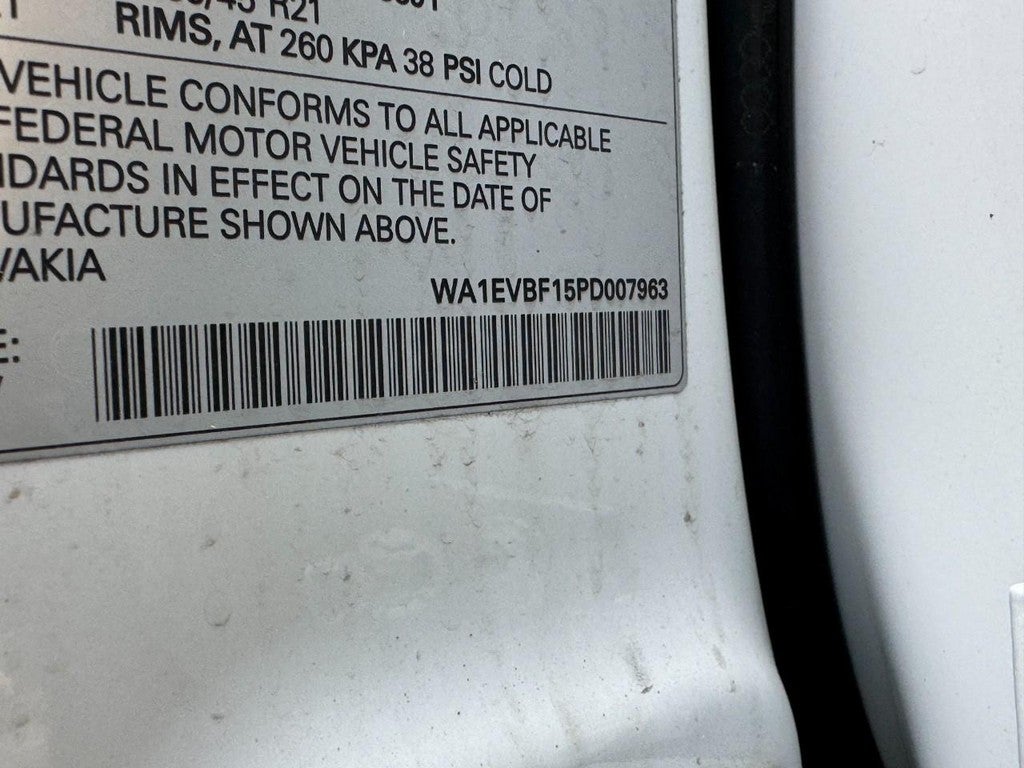 R21
RIMS, AT 260 KPA 38 PSI COLD
VEHICLE CONFORMS TO ALL APPLICABLE
FEDERAL MOTOR VEHICLE SAFETY
NDARDS IN EFFECT ON THE DATE OF
UFACTURE SHOWN ABOVE.
VAKIA
WA1EVBF15PD007963
E: